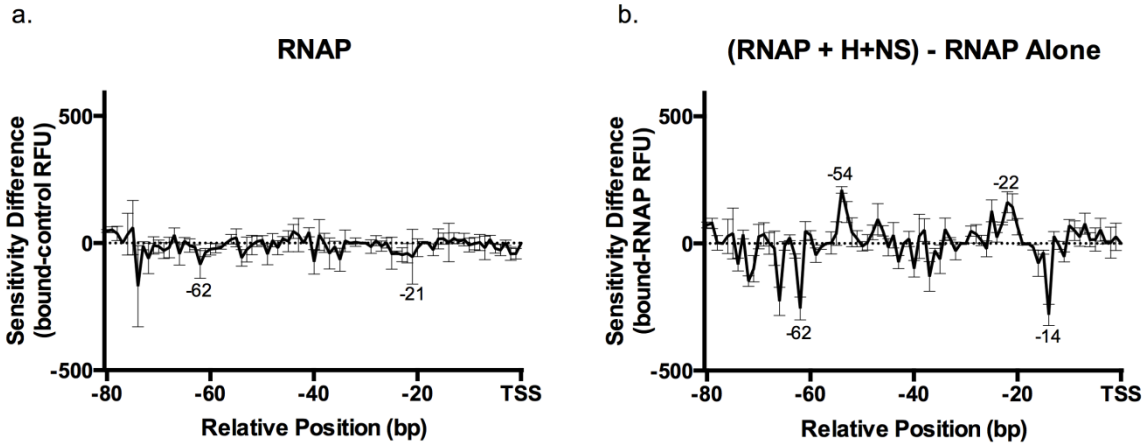 a.
RNAP
Sensitivity Difference
(bound-control RFU)
500
0
-500
-62
-21
-80
-60
-40
-20
TSS
Relative Position (bp)
b.
(RNAP + H+NS) - RNAP Alone
Sensitivity Difference
(bound-RNAP RFU)
500
0
-500
-54
-22
-62
-14
-80
-60
-40
-20
TSS
Relative Position (bp)